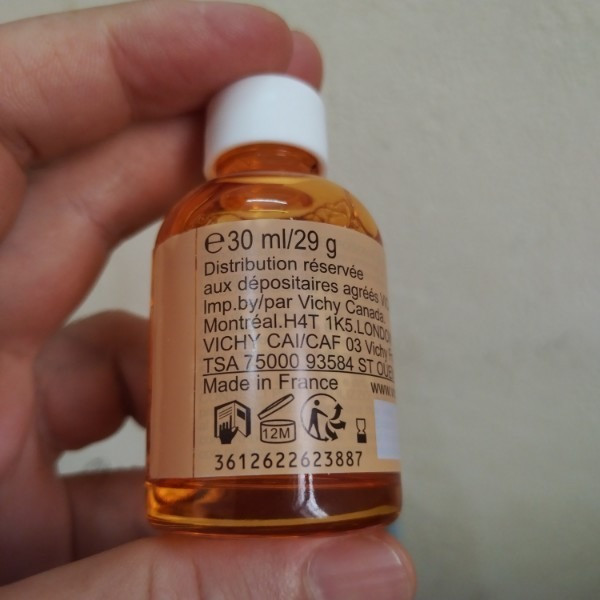 ℮30 ml/29 g
Distribution réservée
aux dépositaires agréés
Imp.by/par Vichy Canada.
Montréal.H4T 1K5.LONDON
VICHY CAI/CAF 03 Vichy
TSA 75000 93584 ST
Made in France
12M
3612622623887